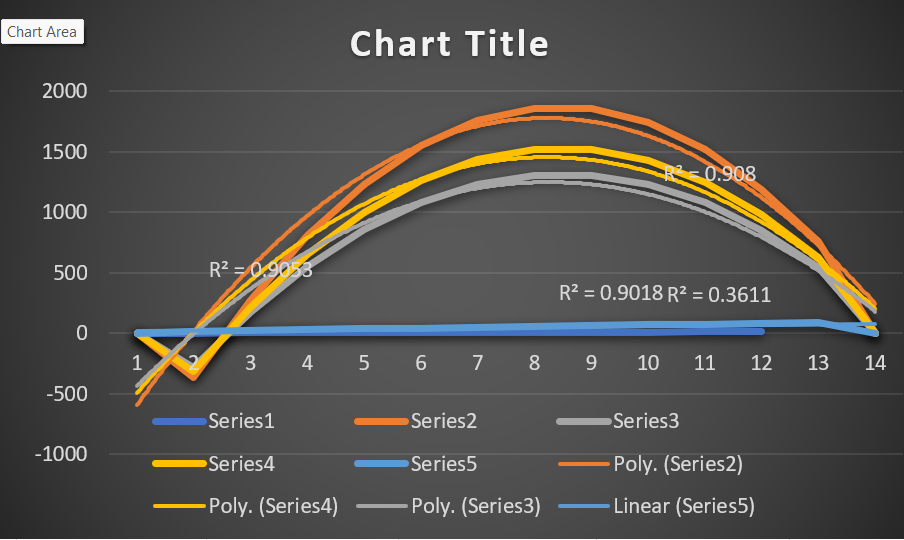 Chart Area
Chart Title
2000
1500
R² = 0.908
1000
R² = 0.9053
500
R² = 0.9018 R² = 0.3611
0
1 2 3 4 5 6 7 8 9 10 11 12 13 14
-500
Series1 Series2 Series3
-1000
Series4 Series5 Poly. (Series2)
Poly. (Series4) Poly. (Series3) Linear (Series5)